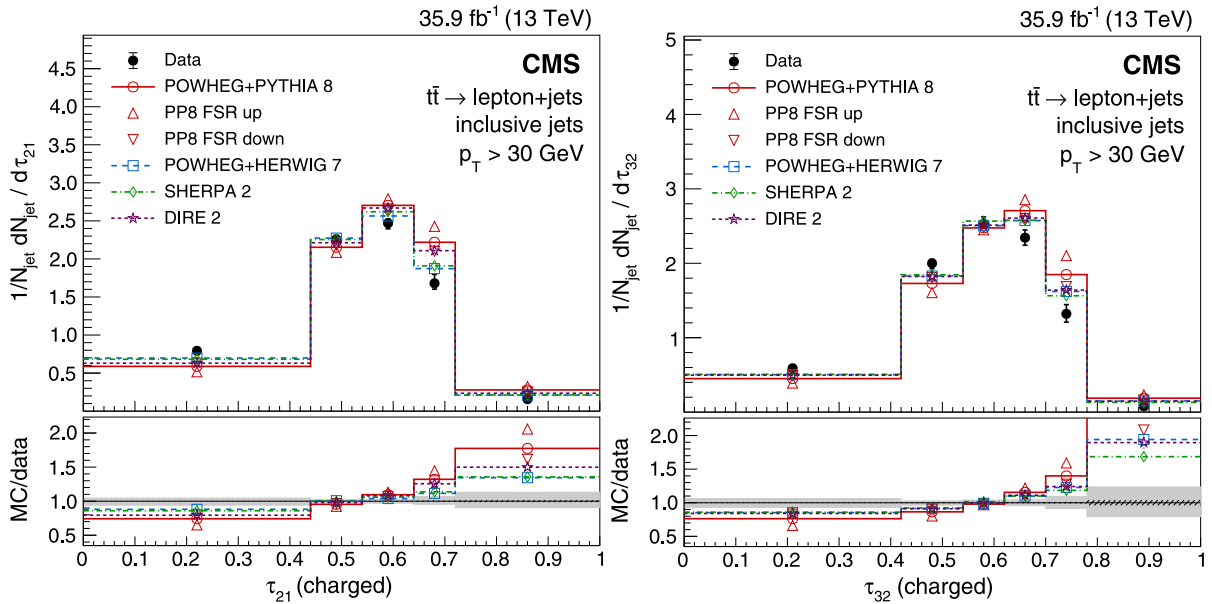 35.9 fb⁻¹ (13 TeV)
1/N_jet dN_jet / dτ₂₁
4.5
4.0
3.5
3.0
2.5
2.0
1.5
1.0
0.5
Data
POWHEG+PYTHIA 8
PP8 FSR up
PP8 FSR down
POWHEG+HERWIG 7
SHERPA 2
DIRE 2
CMS
tt̄ → lepton+jets
inclusive jets
p_T > 30 GeV
MC/data
2.0
1.5
1.0
0.5
0 0.1 0.2 0.3 0.4 0.5 0.6 0.7 0.8 0.9 1
τ₂₁ (charged)
35.9 fb⁻¹ (13 TeV)
1/N_jet dN_jet / dτ₃₂
5
4
3
2
1
Data
POWHEG+PYTHIA 8
PP8 FSR up
PP8 FSR down
POWHEG+HERWIG 7
SHERPA 2
DIRE 2
CMS
tt̄ → lepton+jets
inclusive jets
p_T > 30 GeV
MC/data
2.0
1.5
1.0
0.5
0 0.1 0.2 0.3 0.4 0.5 0.6 0.7 0.8 0.9 1
τ₃₂ (charged)